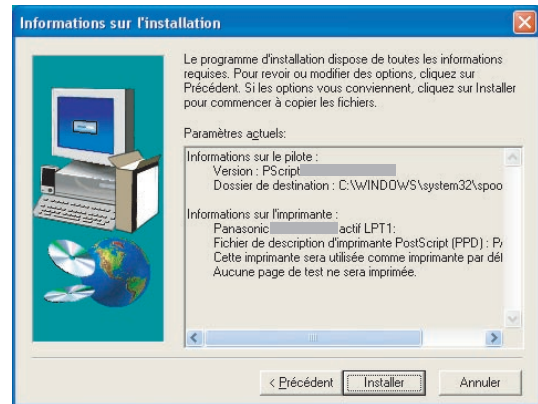 Informations sur l'installation
Le programme d'installation dispose de toutes les informations
requises. Pour revoir ou modifier des options, cliquez sur
Précédent. Si les options vous conviennent, cliquez sur Installer
pour commencer à copier les fichiers.
Paramètres actuels:
Informations sur le pilote :
Version : PScript
Dossier de destination : C:\WINDOWS\system32\spoo
Informations sur l'imprimante :
Panasonic actif LPT1:
Fichier de description d'imprimante PostScript (PPD) :
Cette imprimante sera utilisée comme imprimante par
Aucune page de test ne sera imprimée.
< Précédent
Installer
Annuler